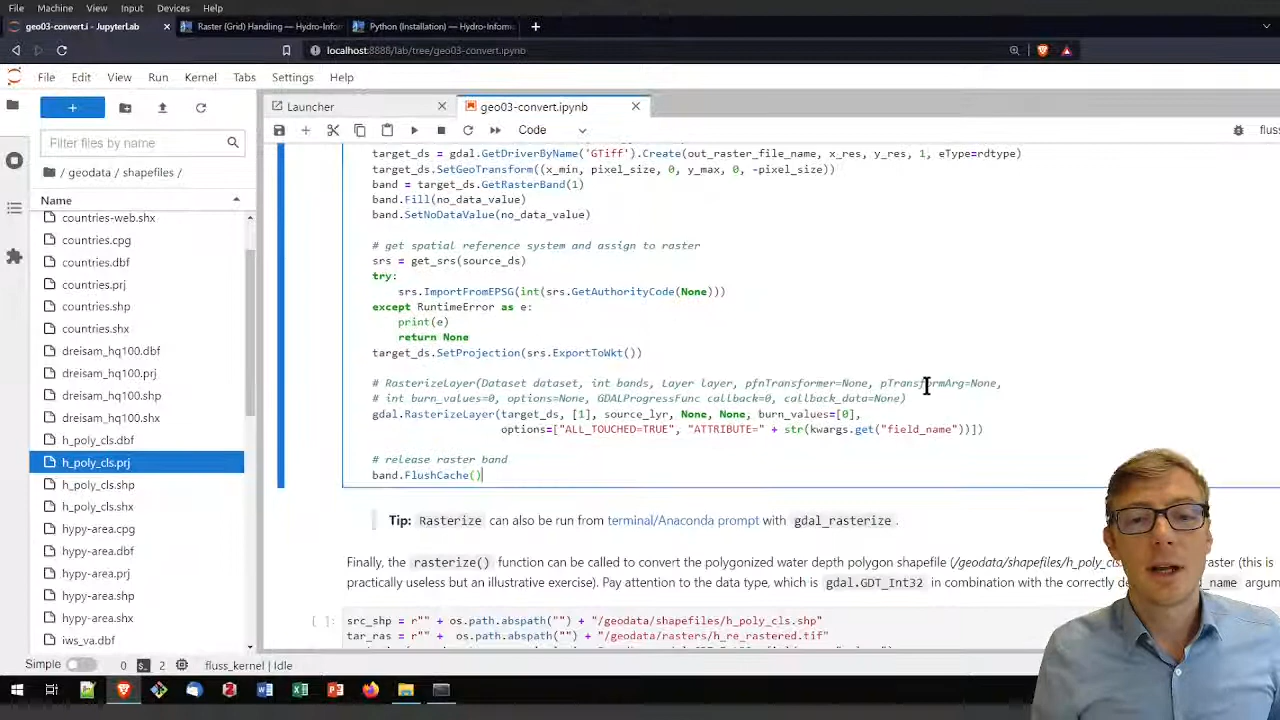 File Machine View Input Devices Help
geo03-convert.i - JupyterLab
Raster (Grid) Handling — Hydro-Infor
Python (Installation) — Hydro-Inform
localhost:8888/lab/tree/geo03-convert.ipynb
File Edit View Run Kernel Tabs Settings Help
Launcher
geo03-convert.ipynb
Code
Filter files by name
/ geodata / shapefiles /
Name
countries-web.shx
countries.cpg
countries.dbf
countries.prj
countries.shp
countries.shx
dreisam_hq100.dbf
dreisam_hq100.prj
dreisam_hq100.shp
dreisam_hq100.shx
h_poly_cls.dbf
h_poly_cls.prj
h_poly_cls.shp
h_poly_cls.shx
hypy-area.cpg
hypy-area.dbf
hypy-area.prj
hypy-area.shp
hypy-area.shx
iws_va.dbf
target_ds = gdal.GetDriverByName('GTiff').Create(out_raster_file_name, x_res, y_res, 1, eType=rdtype)
target_ds.SetGeoTransform((x_min, pixel_size, 0, y_max, 0, -pixel_size))
band = target_ds.GetRasterBand(1)
band.Fill(no_data_value)
band.SetNoDataValue(no_data_value)
# get spatial reference system and assign to raster
srs = get_srs(source_ds)
try:
srs.ImportFromEPSG(int(srs.GetAuthorityCode(None)))
except RuntimeError as e:
print(e)
return None
target_ds.SetProjection(srs.ExportToWkt())
# RasterizeLayer(Dataset dataset, int bands, Layer layer, pfnTransformer=None, pTransformArg=None,
# int burn_values=0, options=None, GDALProgressFunc callback=0, callback_data=None)
gdal.RasterizeLayer(target_ds, [1], source_lyr, None, None, burn_values=[0],
options=["ALL_TOUCHED=TRUE", "ATTRIBUTE=" + str(kwargs.get("field_name"))])
# release raster band
band.FlushCache()
Tip: Rasterize can also be run from terminal/Anaconda prompt with gdal_rasterize .
Finally, the rasterize() function can be called to convert the polygonized water depth polygon shapefile (/geodata/shapefiles/h_poly_cls. raster (this is
practically useless but an illustrative exercise). Pay attention to the data type, which is gdal.GDT_Int32 in combination with the correctly de _name argum
[ ]: src_shp = r"" + os.path.abspath("") + "/geodata/shapefiles/h_poly_cls.shp"
tar_ras = r"" + os.path.abspath("") + "/geodata/rasters/h_re_rastered.tif"
Simple 0 2 fluss_kernel | Idle
fluss